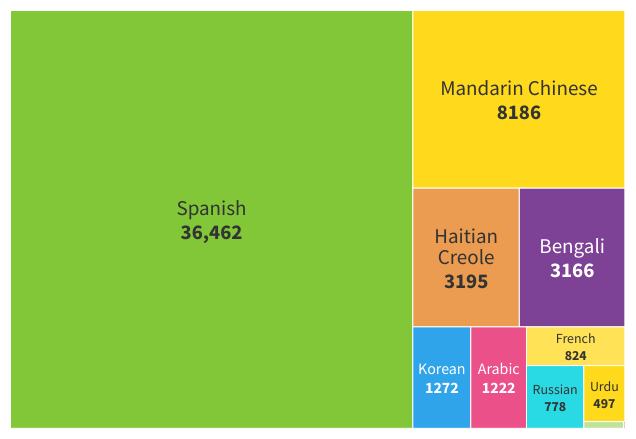 Spanish
36,462
Mandarin Chinese
8186
Haitian
Creole
3195
Bengali
3166
Korean
1272
Arabic
1222
French
824
Russian
778
Urdu
497